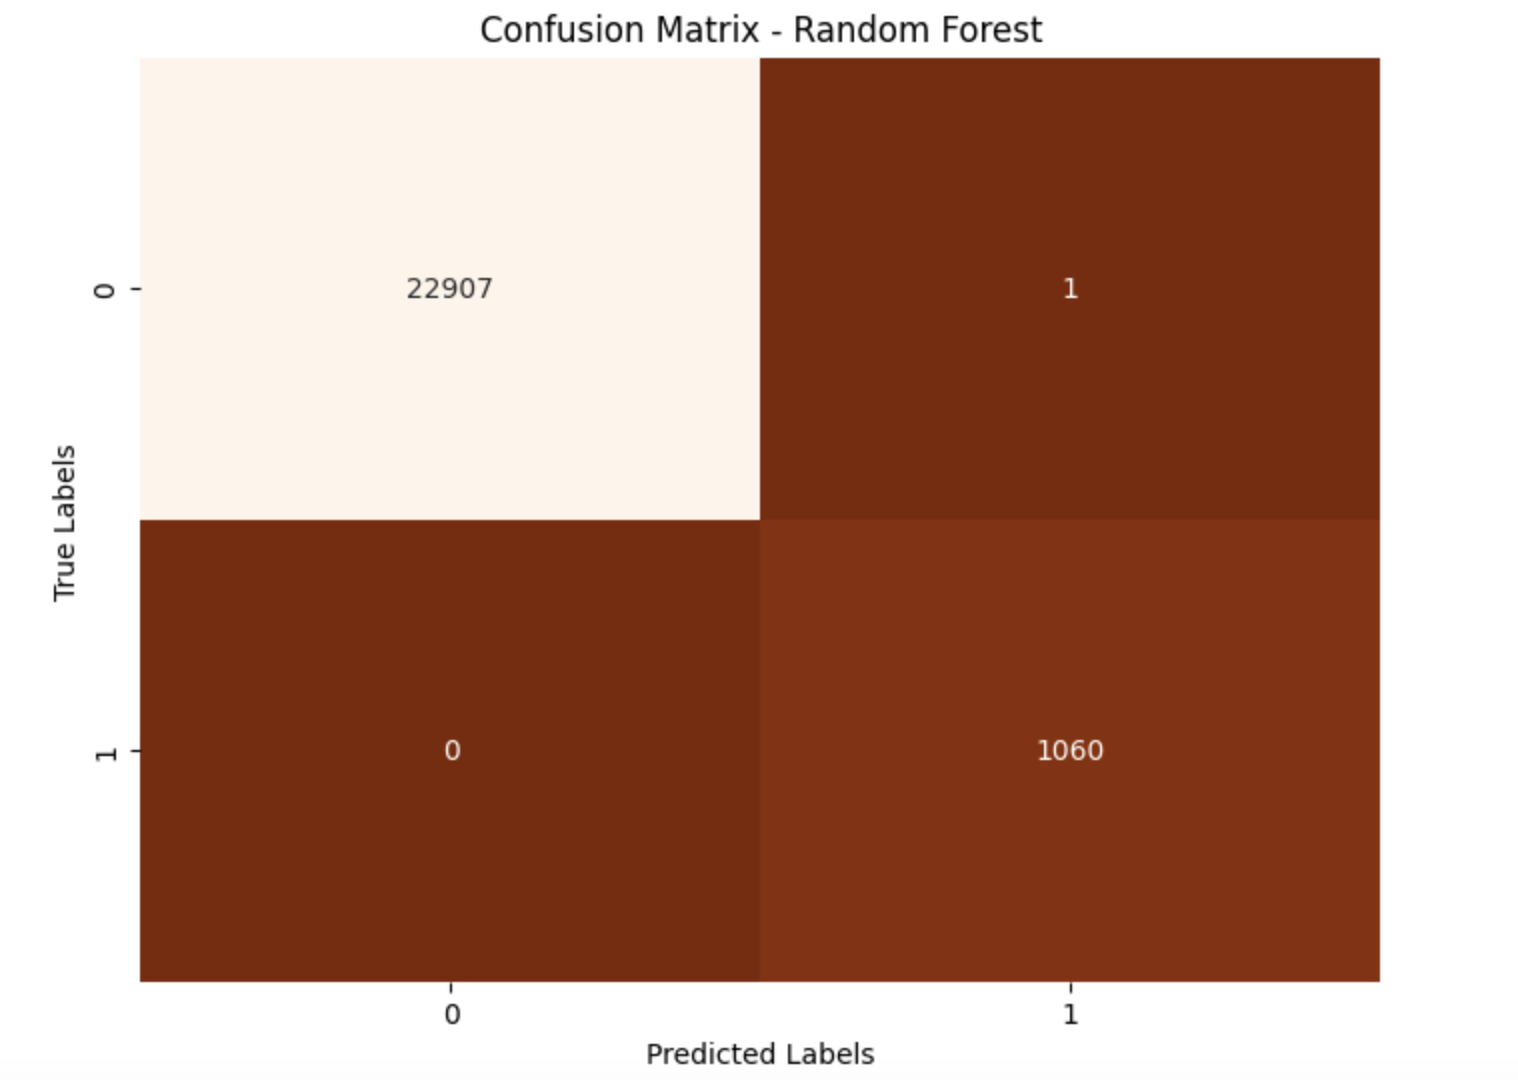 Confusion Matrix - Random Forest
0
22907
1
True Labels
1
0
1060
0
1
Predicted Labels